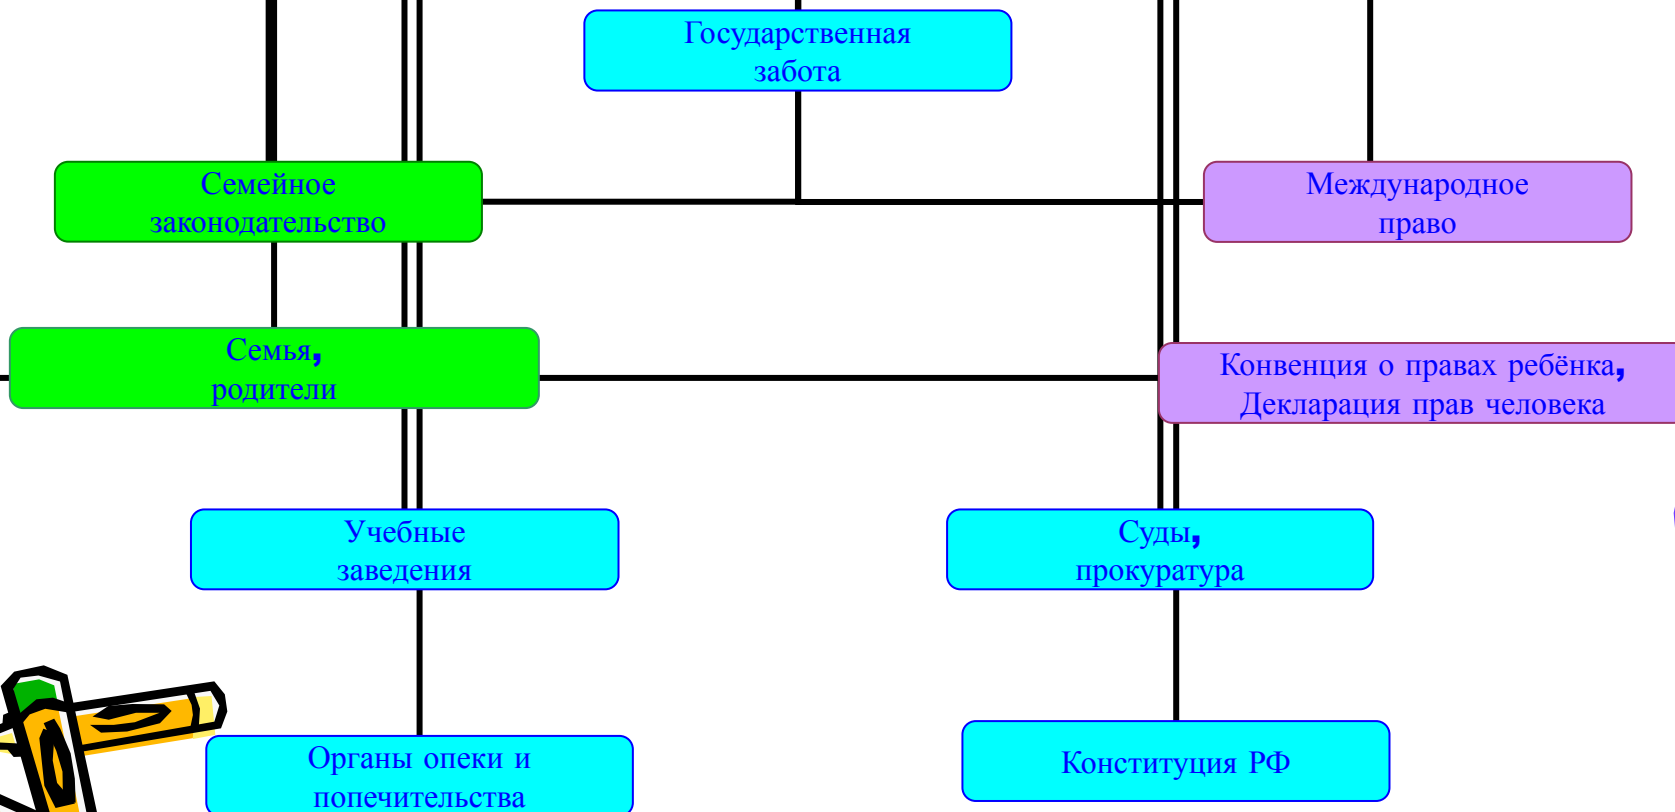 Государственная
забота
Семейное
законодательство
Международное
право
Семья,
родители
Конвенция о правах ребёнка,
Декларация прав человека
Учебные
заведения
Суды,
прокуратура
Органы опеки и
попечительства
Конституция РФ